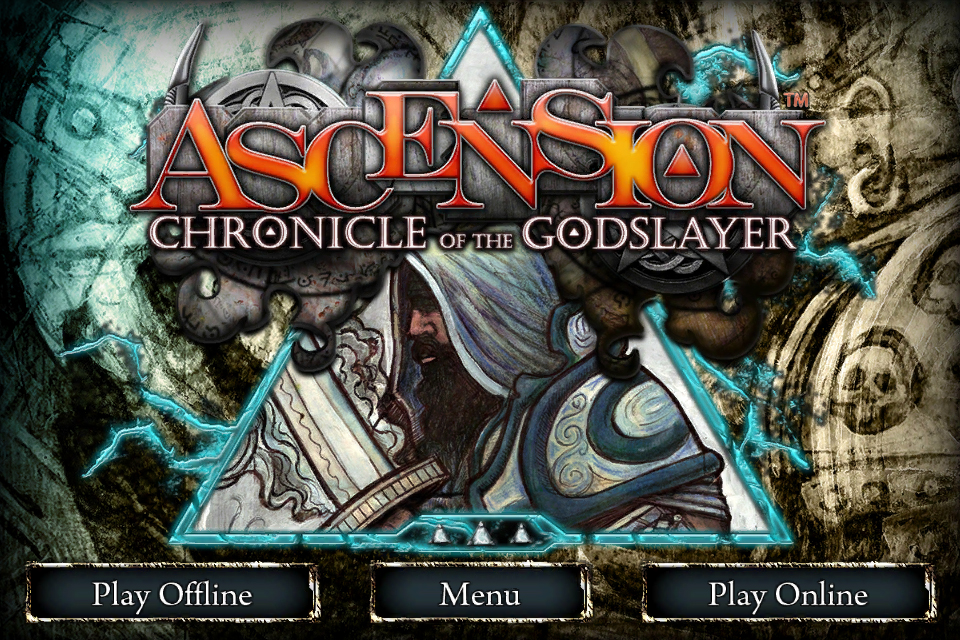 ASCENSION™
CHRONICLE OF THE GODSLAYER
Play Offline
Menu
Play Online